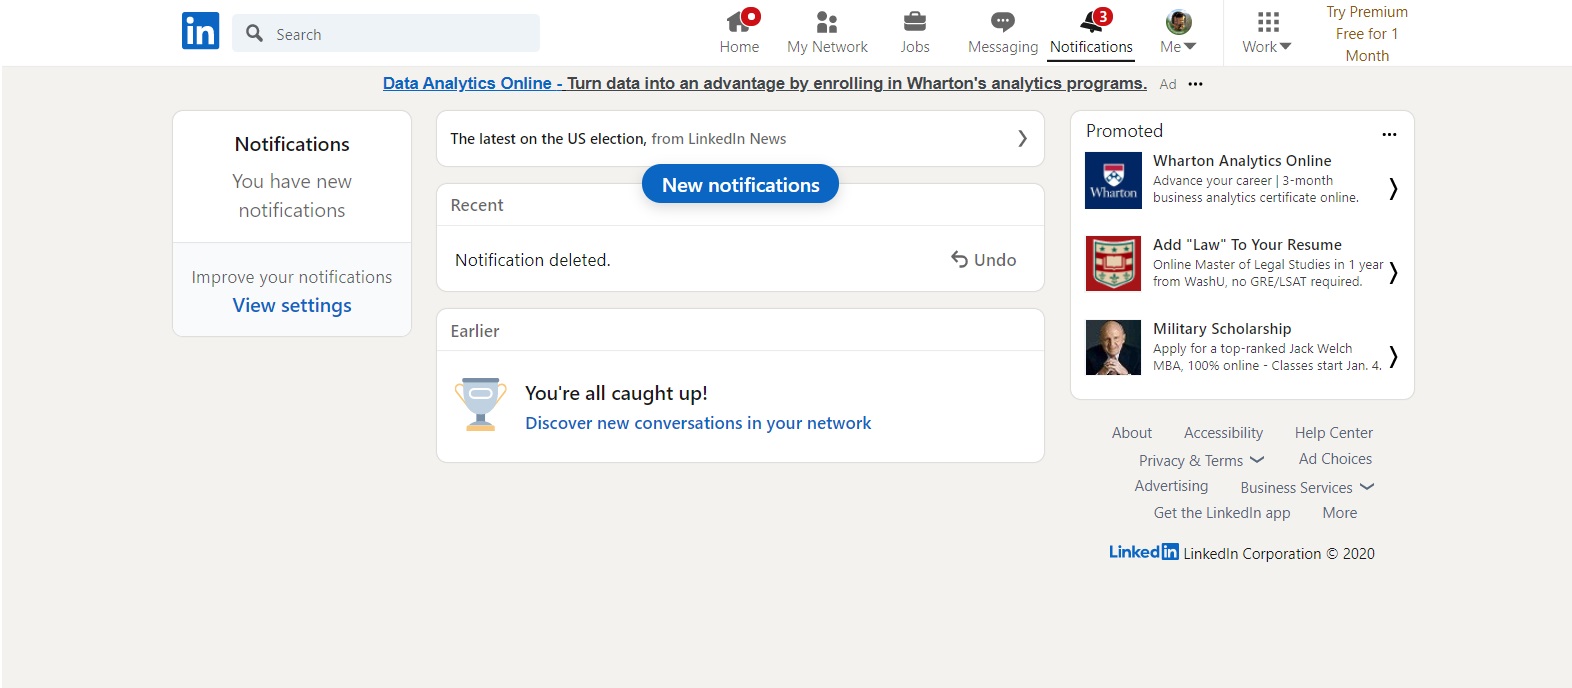 in
Search
Home
My Network
Jobs
Messaging
3
Notifications
Me
Work
Try Premium
Free for 1
Month
Data Analytics Online - Turn data into an advantage by enrolling in Wharton's analytics programs.
Ad
Notifications
You have new
notifications
Improve your notifications
View settings
The latest on the US election, from LinkedIn News
New notifications
Recent
Notification deleted.
Undo
Earlier
You're all caught up!
Discover new conversations in your network
Promoted
Wharton
Wharton Analytics Online
Advance your career | 3-month
business analytics certificate online.
Add "Law" To Your Resume
Online Master of Legal Studies in 1 year
from WashU, no GRE/LSAT required.
Military Scholarship
Apply for a top-ranked Jack Welch
MBA, 100% online - Classes start Jan. 4.
About Accessibility Help Center
Privacy & Terms Ad Choices
Advertising Business Services
Get the LinkedIn app More
LinkedIn LinkedIn Corporation © 2020